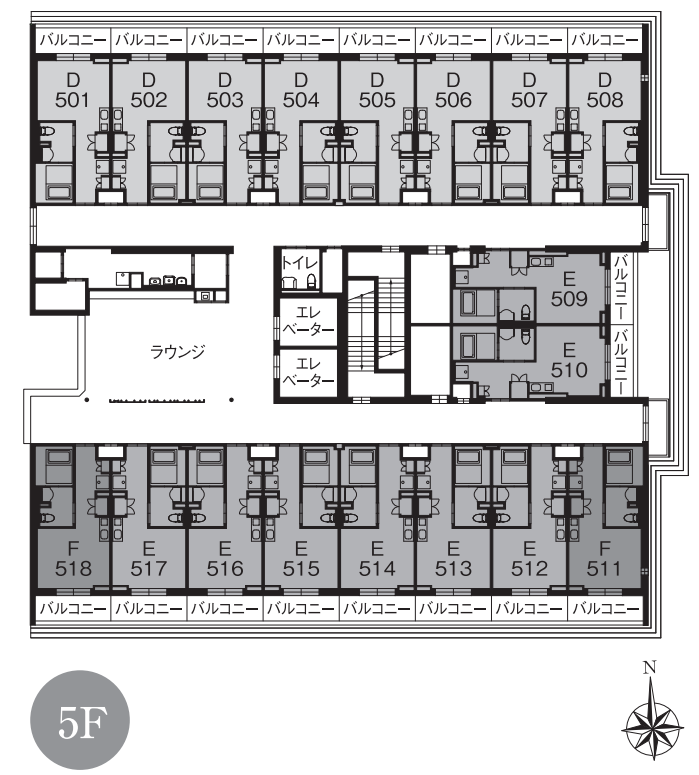 バルコニー バルコニー バルコニー バルコニー バルコニー バルコニー バルコニー バルコニー
D D D D D D D D
501 502 503 504 505 506 507 508
トイレ
エレ
ベーター
エレ
ベーター
ラウンジ
E
509
バルコニー
E
510
バルコニー
F E E E E E E F
518 517 516 515 514 513 512 511
バルコニー バルコニー バルコニー バルコニー バルコニー バルコニー バルコニー バルコニー
5F
N